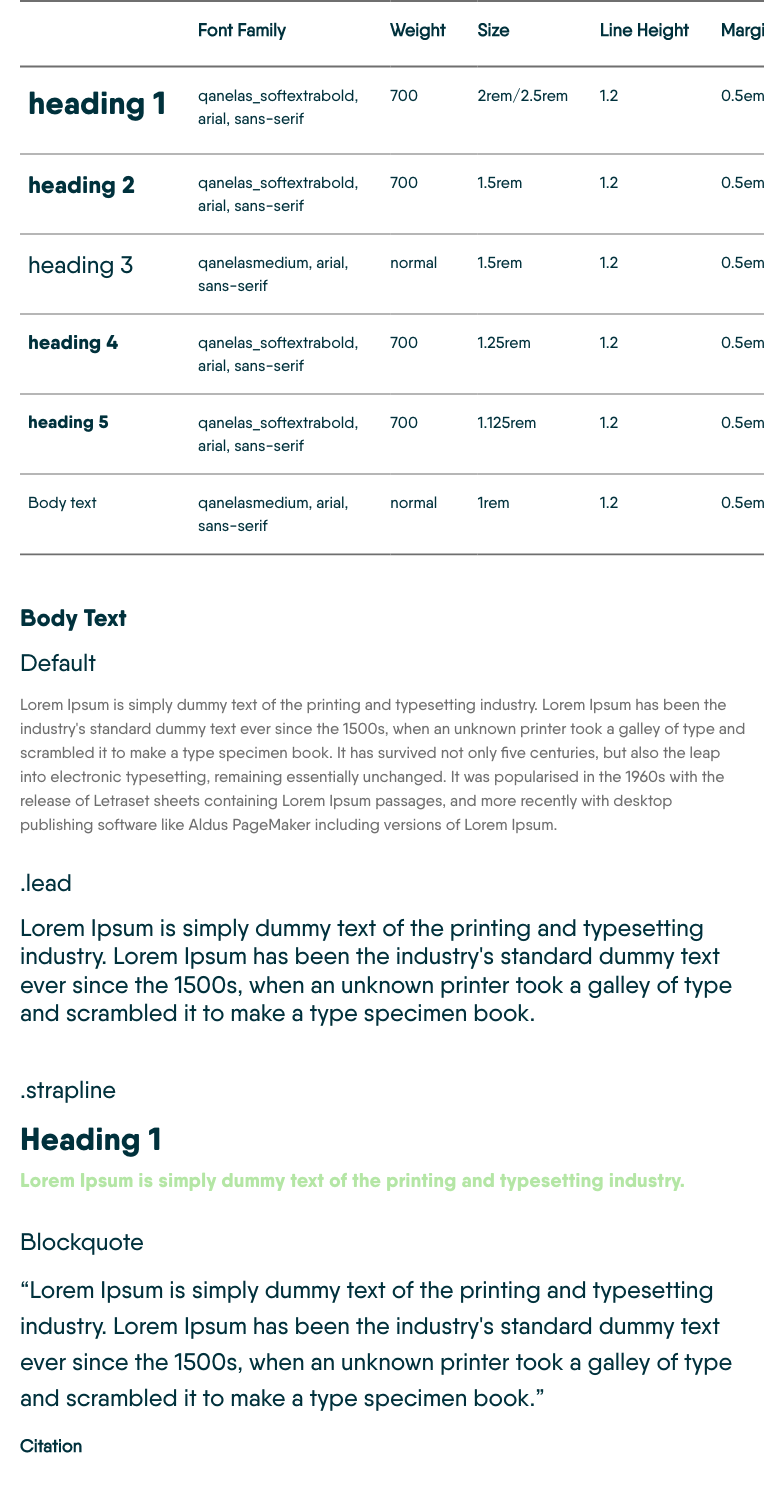 Font Family Weight Size Line Height Margi
heading 1 qanelas_softextrabold, 700 2rem/2.5rem 1.2 0.5em
arial, sans-serif
heading 2 qanelas_softextrabold, 700 1.5rem 1.2 0.5em
arial, sans-serif
heading 3 qanelasmedium, arial, normal 1.5rem 1.2 0.5em
sans-serif
heading 4 qanelas_softextrabold, 700 1.25rem 1.2 0.5em
arial, sans-serif
heading 5 qanelas_softextrabold, 700 1.125rem 1.2 0.5em
arial, sans-serif
Body text qanelasmedium, arial, normal 1rem 1.2 0.5em
sans-serif
Body Text
Default
Lorem Ipsum is simply dummy text of the printing and typesetting industry. Lorem Ipsum has been the
industry's standard dummy text ever since the 1500s, when an unknown printer took a galley of type and
scrambled it to make a type specimen book. It has survived not only five centuries, but also the leap
into electronic typesetting, remaining essentially unchanged. It was popularised in the 1960s with the
release of Letraset sheets containing Lorem Ipsum passages, and more recently with desktop
publishing software like Aldus PageMaker including versions of Lorem Ipsum.
.lead
Lorem Ipsum is simply dummy text of the printing and typesetting
industry. Lorem Ipsum has been the industry's standard dummy text
ever since the 1500s, when an unknown printer took a galley of type
and scrambled it to make a type specimen book.
.strapline
Heading 1
Lorem Ipsum is simply dummy text of the printing and typesetting industry.
Blockquote
“Lorem Ipsum is simply dummy text of the printing and typesetting
industry. Lorem Ipsum has been the industry's standard dummy text
ever since the 1500s, when an unknown printer took a galley of type
and scrambled it to make a type specimen book.”
Citation